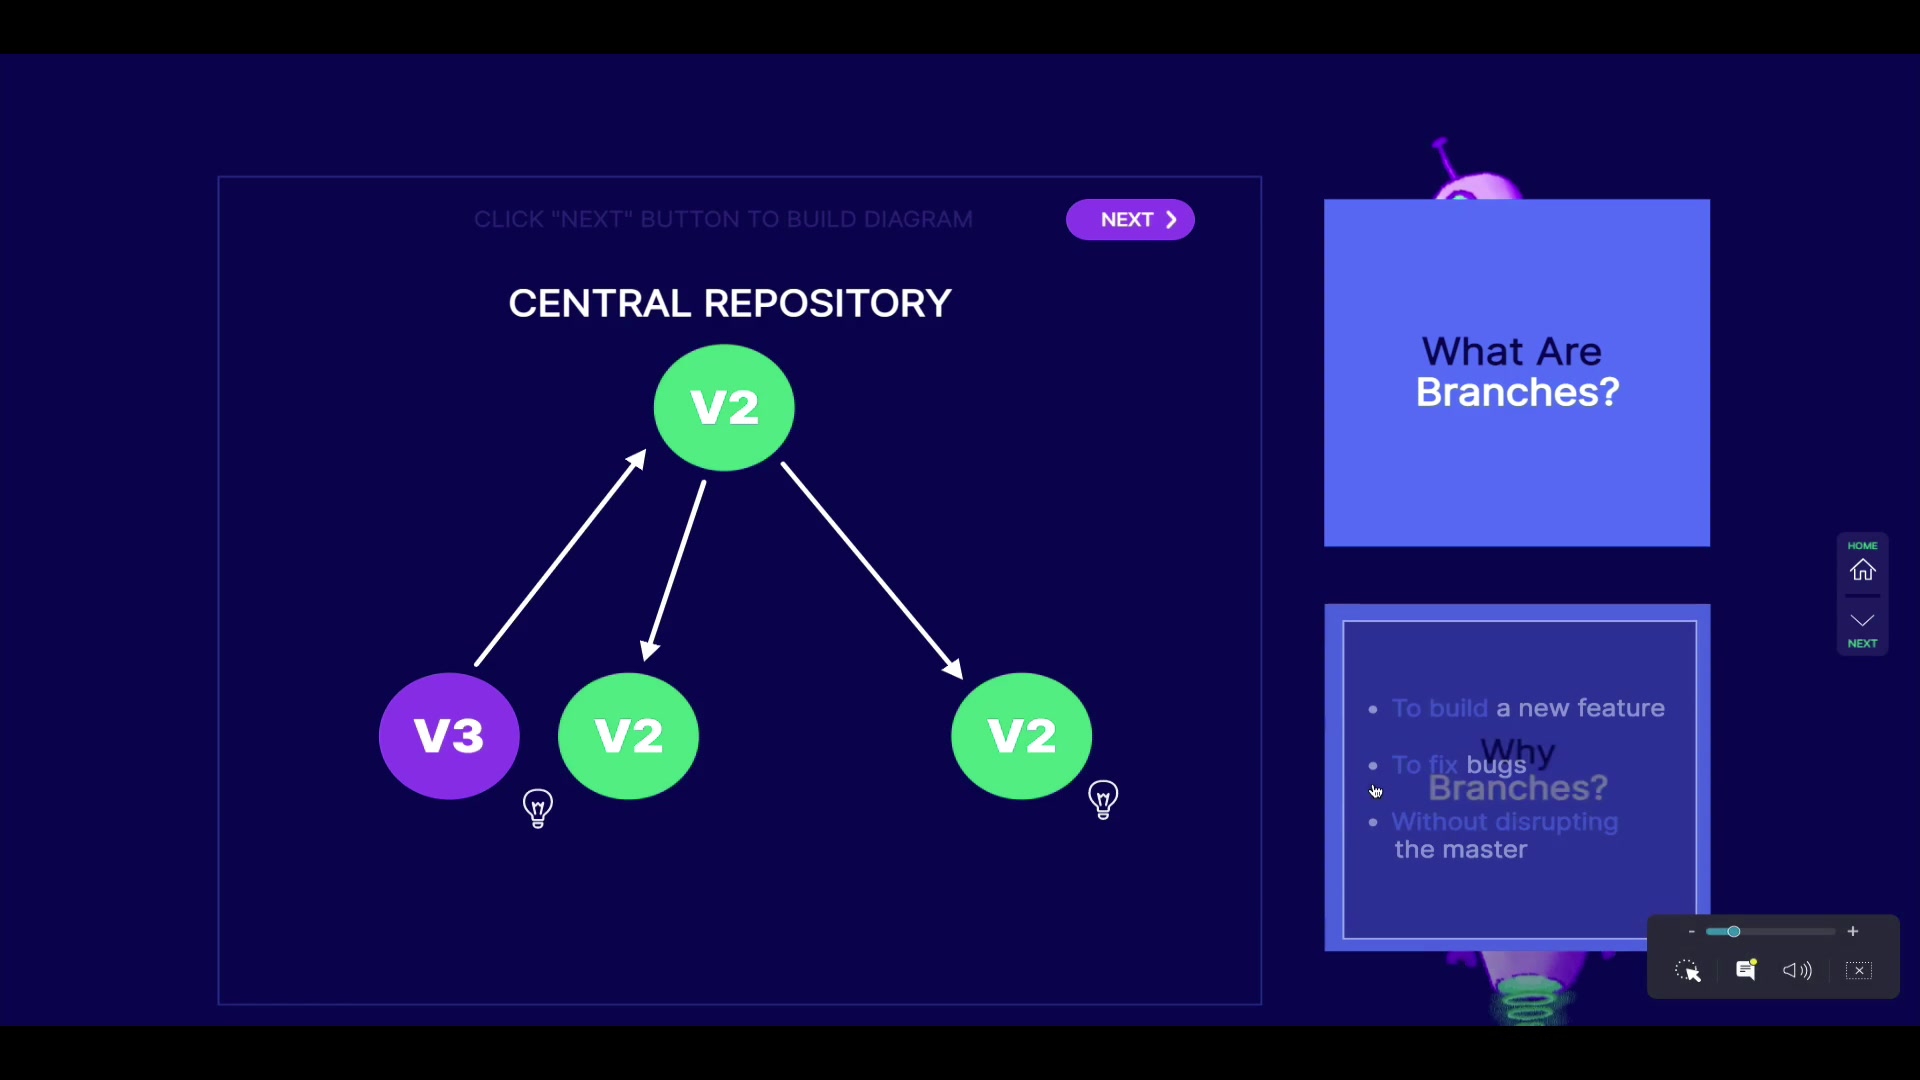 CLICK "NEXT" BUTTON TO BUILD DIAGRAM
NEXT
CENTRAL REPOSITORY
V2
V3
V2
V2
What Are
Branches?
• To build a new feature
Why
• To fix bugs
Branches?
• Without disrupting
the master
HOME
NEXT
- +